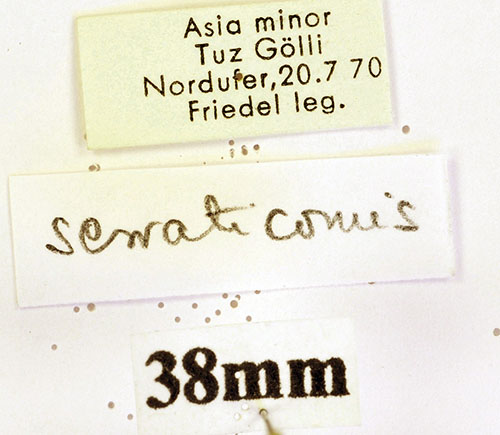 Asia minor
Tuz Gölli
Nordufer,20.7 70
Friedel leg.
serraticornis
38mm